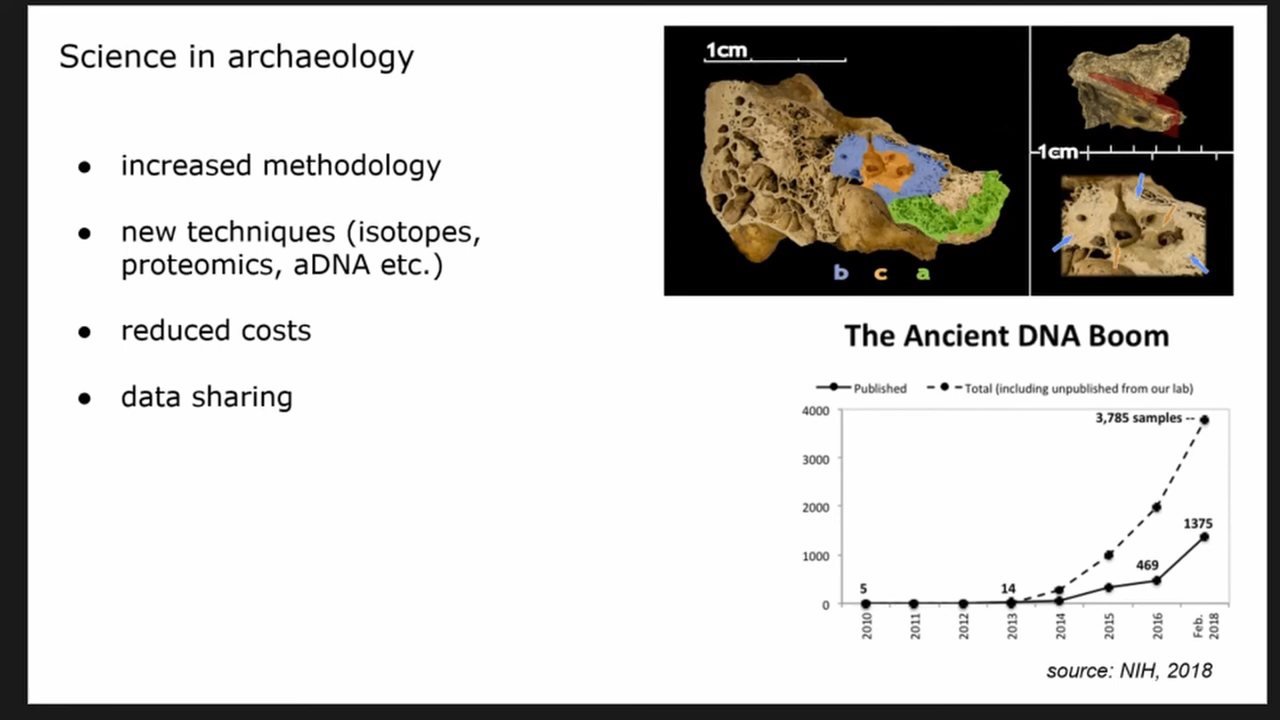 Science in archaeology
● increased methodology
● new techniques (isotopes,
proteomics, aDNA etc.)
● reduced costs
● data sharing
1cm
b c a
1cm
The Ancient DNA Boom
Published
Total (including unpublished from our lab)
4000
3000
2000
1000
0
3,785 samples --
1375
469
14
5
2010
2011
2012
2013
2014
2015
2016
Feb.
2018
source: NIH, 2018